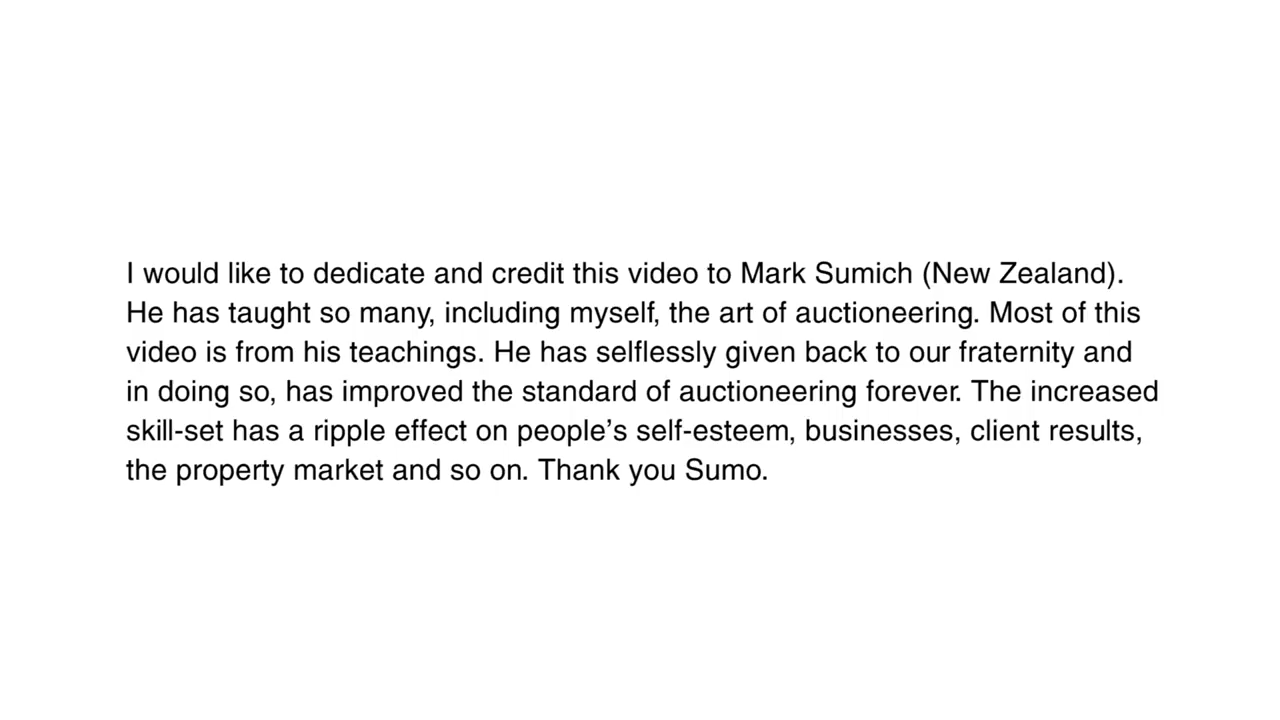 I would like to dedicate and credit this video to Mark Sumich (New Zealand).
He has taught so many, including myself, the art of auctioneering. Most of this
video is from his teachings. He has selflessly given back to our fraternity and
in doing so, has improved the standard of auctioneering forever. The increased
skill-set has a ripple effect on people’s self-esteem, businesses, client results,
the property market and so on. Thank you Sumo.